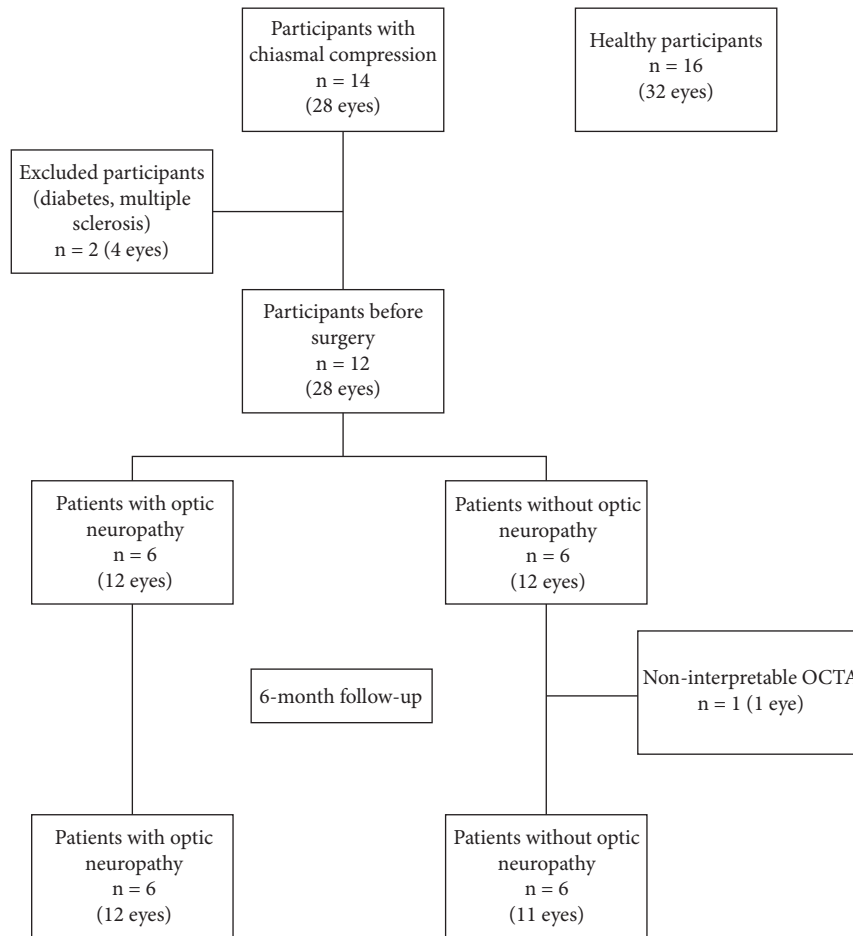 Participants with
chiasmal compression
n = 14
(28 eyes)
Healthy participants
n = 16
(32 eyes)
Excluded participants
(diabetes, multiple
sclerosis)
n = 2 (4 eyes)
Participants before
surgery
n = 12
(28 eyes)
Patients with optic
neuropathy
n = 6
(12 eyes)
Patients without optic
neuropathy
n = 6
(12 eyes)
6-month follow-up
Non-interpretable OCTA
n = 1 (1 eye)
Patients with optic
neuropathy
n = 6
(12 eyes)
Patients without optic
neuropathy
n = 6
(11 eyes)